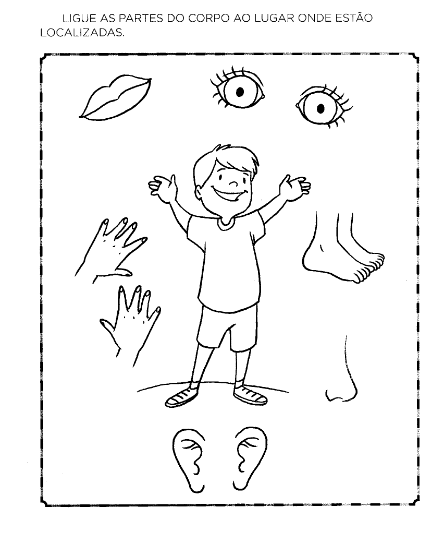 LIGUE AS PARTES DO CORPO AO LUGAR ONDE ESTÃO
LOCALIZADAS.